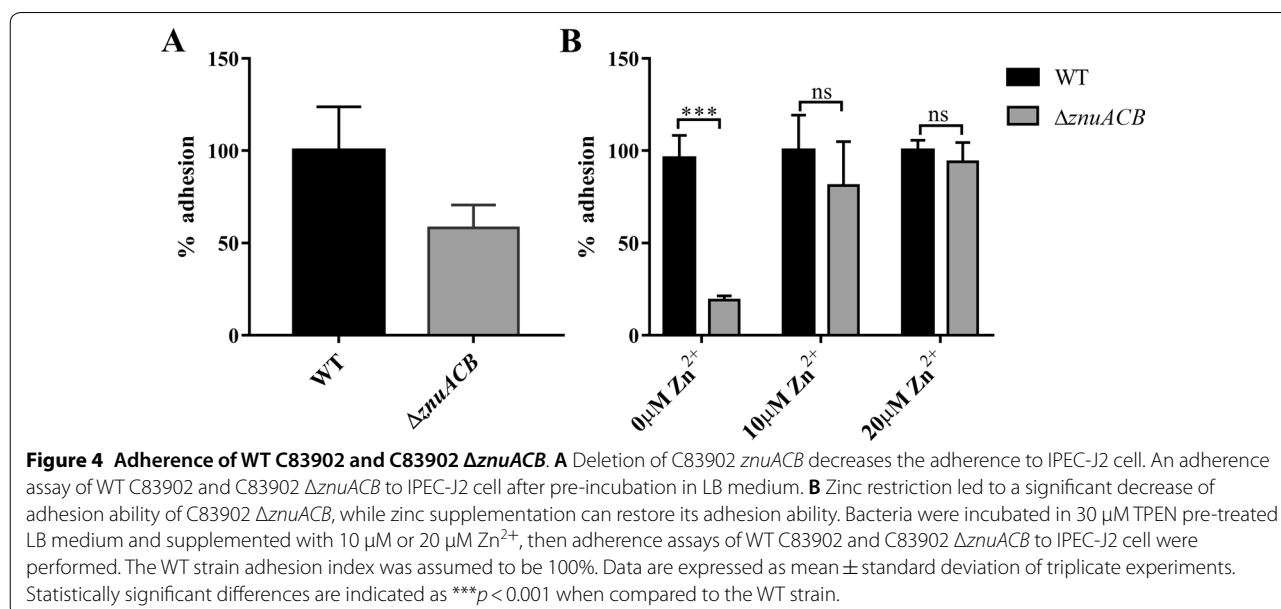 A
B
150
100
50
0
% adhesion
WT
ΔznuACB
150
100
50
0
% adhesion
***
ns
ns
0μM Zn²⁺
10μM Zn²⁺
20μM Zn²⁺
WT
ΔznuACB
Figure 4 Adherence of WT C83902 and C83902 ΔznuACB. A Deletion of C83902 znuACB decreases the adherence to IPEC-J2 cell. An adherence
assay of WT C83902 and C83902 ΔznuACB to IPEC-J2 cell after pre-incubation in LB medium. B Zinc restriction led to a significant decrease of
adhesion ability of C83902 ΔznuACB, while zinc supplementation can restore its adhesion ability. Bacteria were incubated in 30 μM TPEN pre-treated
LB medium and supplemented with 10 μM or 20 μM Zn²⁺, then adherence assays of WT C83902 and C83902 ΔznuACB to IPEC-J2 cell were
performed. The WT strain adhesion index was assumed to be 100%. Data are expressed as mean ± standard deviation of triplicate experiments.
Statistically significant differences are indicated as ***p < 0.001 when compared to the WT strain.